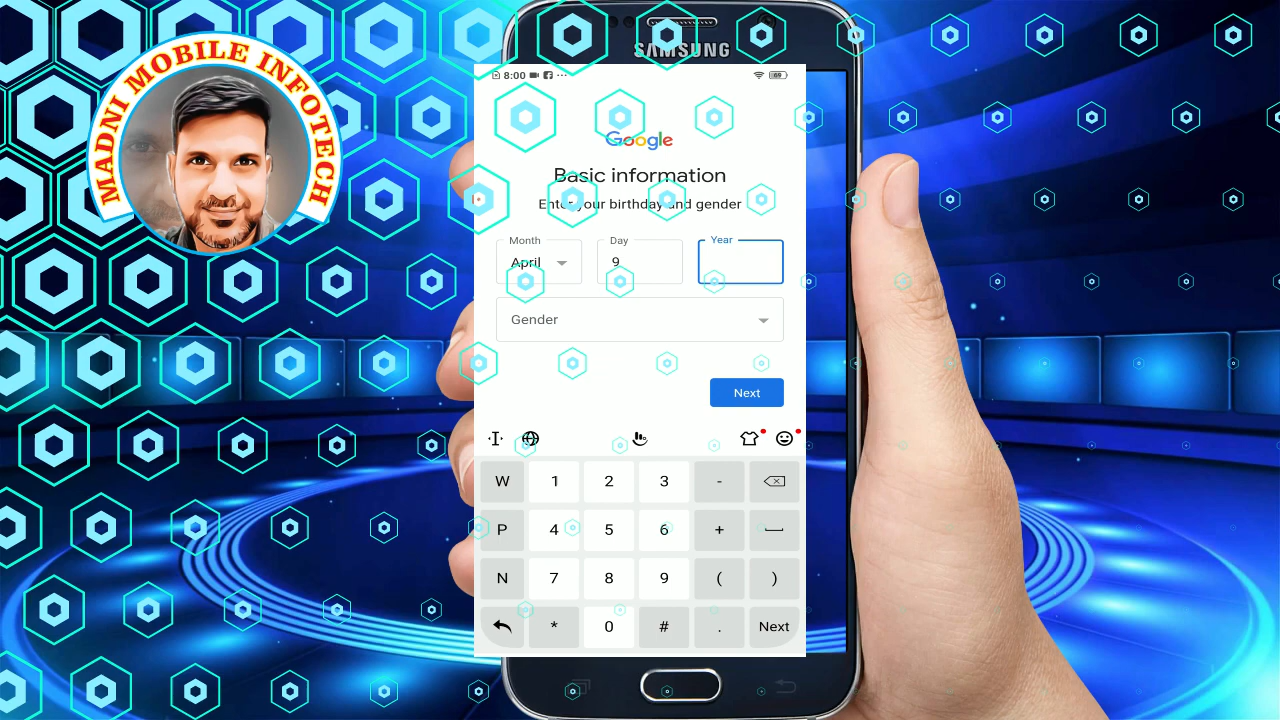 MADNI MOBILE INFOTECH
SAMSUNG
8:00
69
Google
Basic information
Enter your birthday and gender
Month
Day
Year
April
9
Gender
Next
W 1 2 3 -
P 4 5 6 +
N 7 8 9 ( )
* 0 # . Next